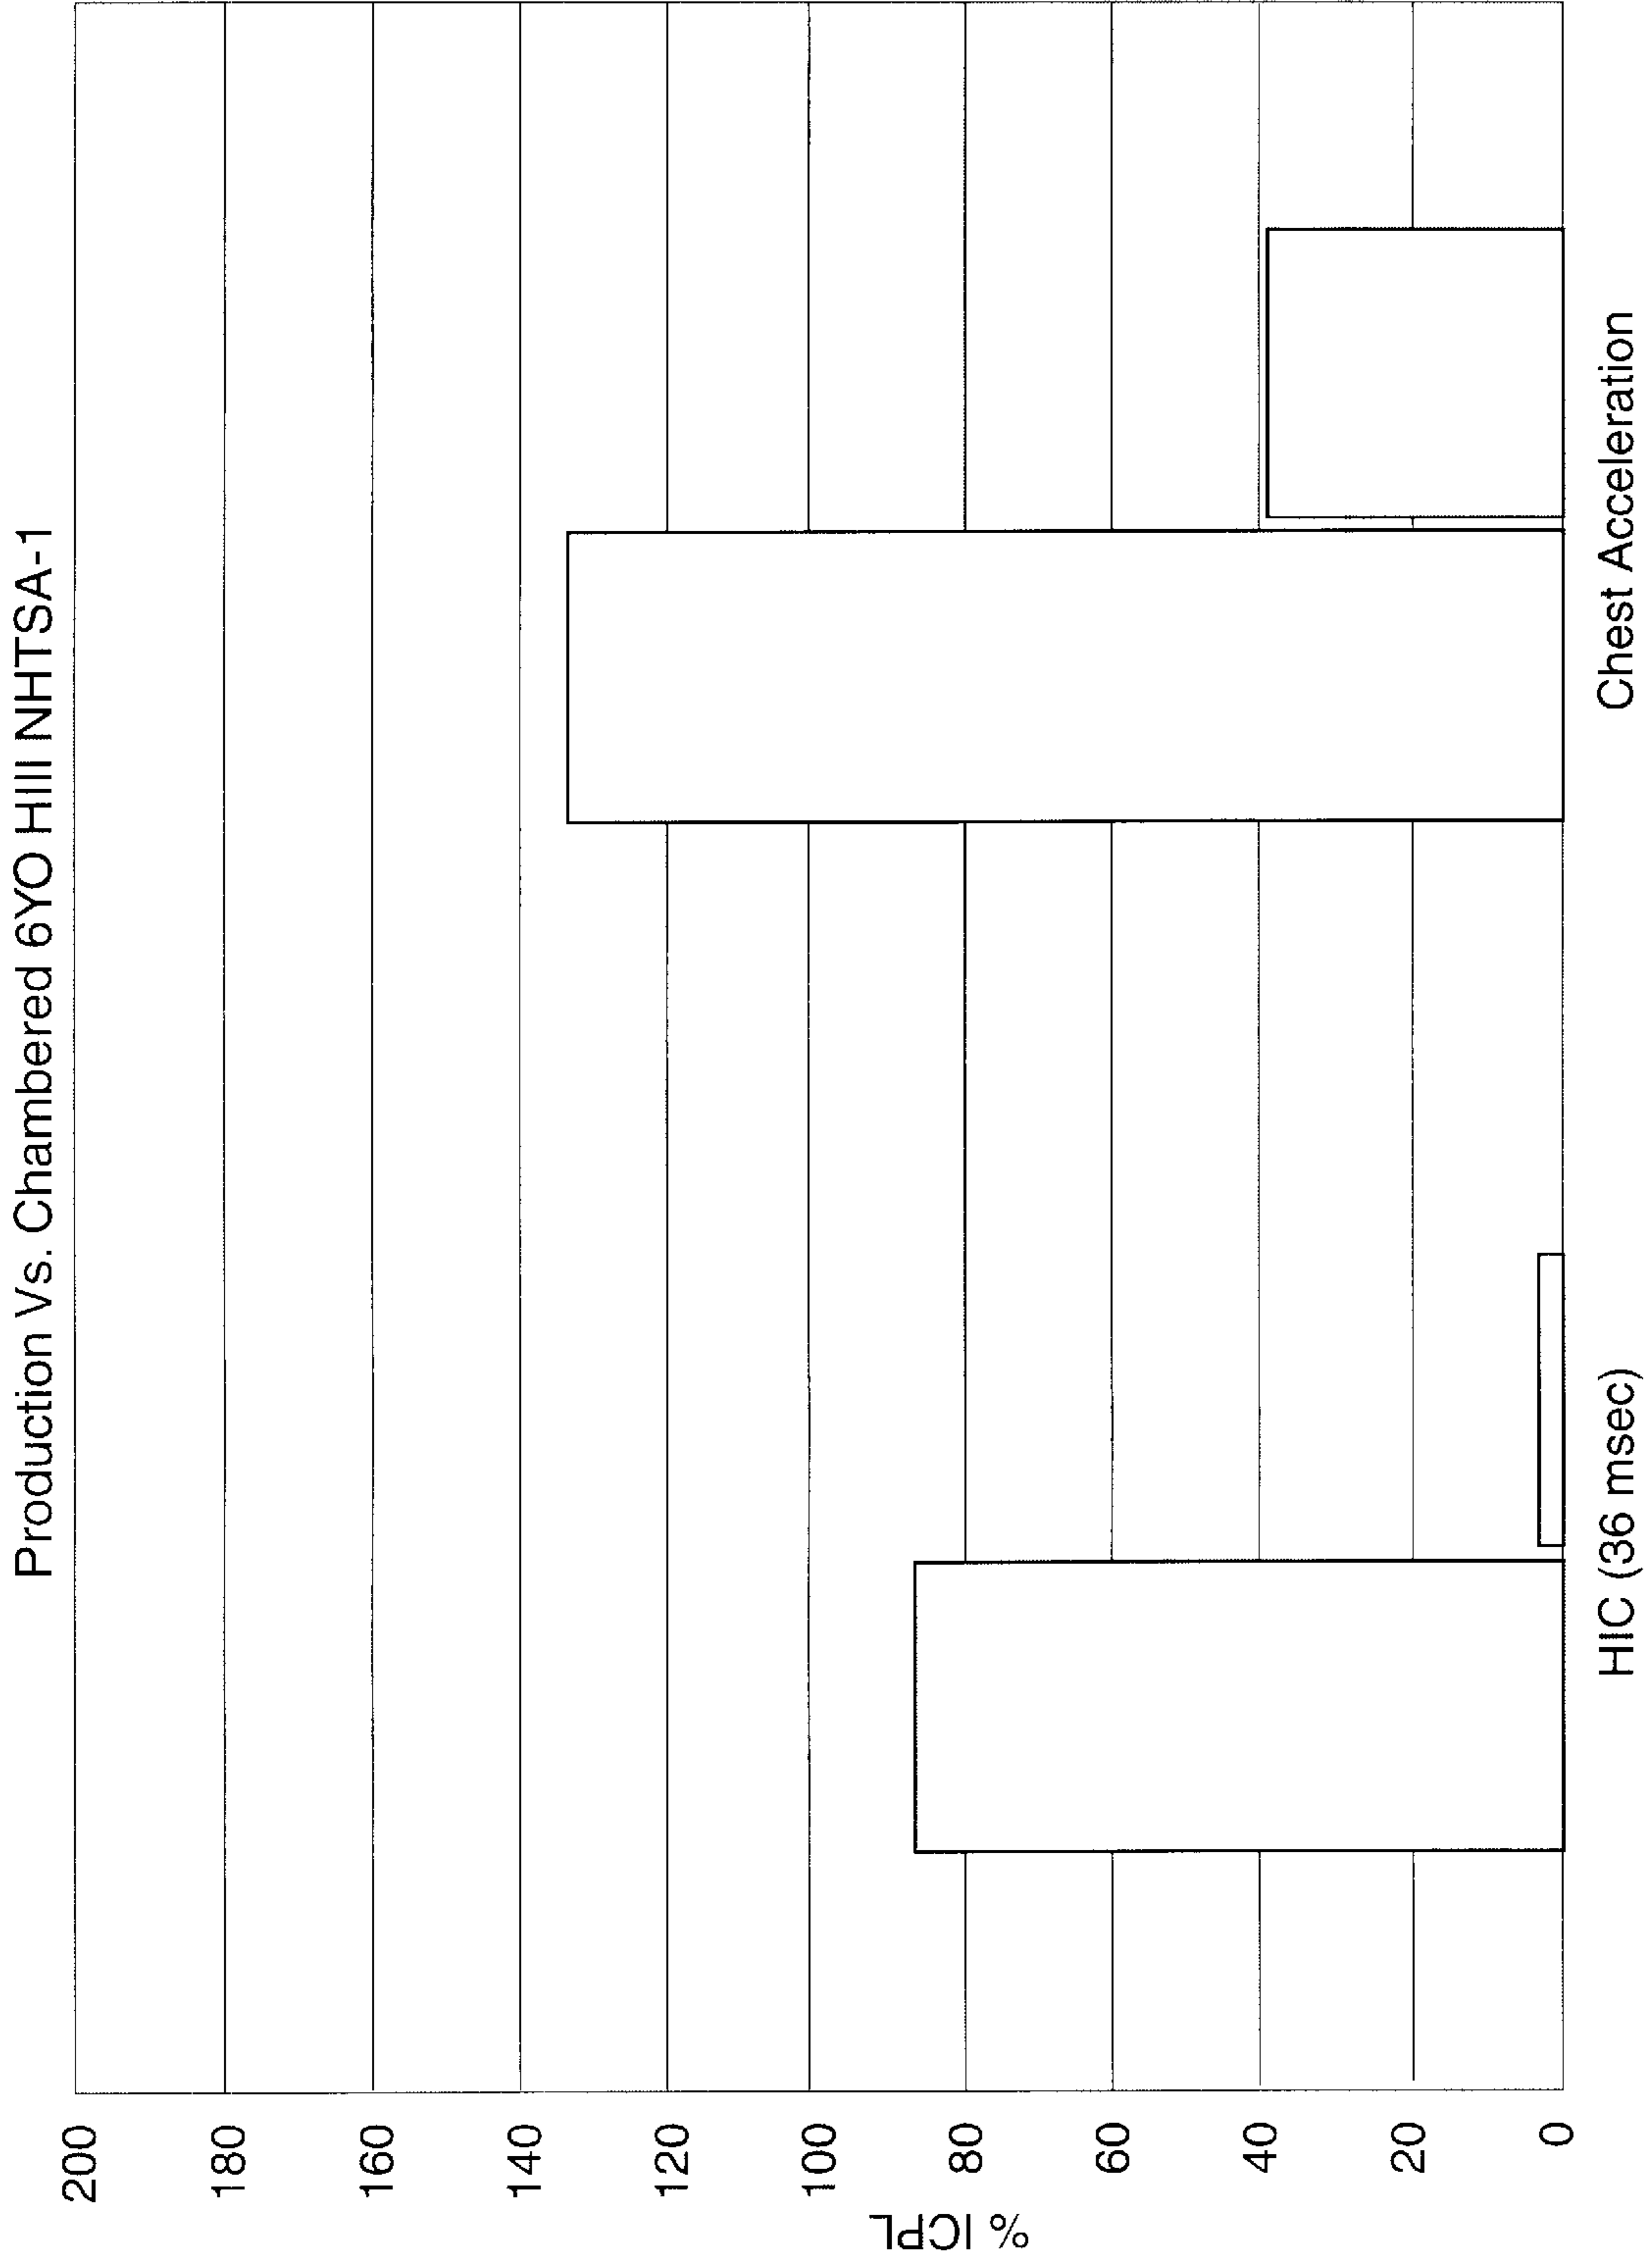 Production Vs. Chambered 6YO HIII NHTSA-1
% ICPL
200
180
160
140
120
100
80
60
40
20
0
HIC (36 msec)
Chest Acceleration